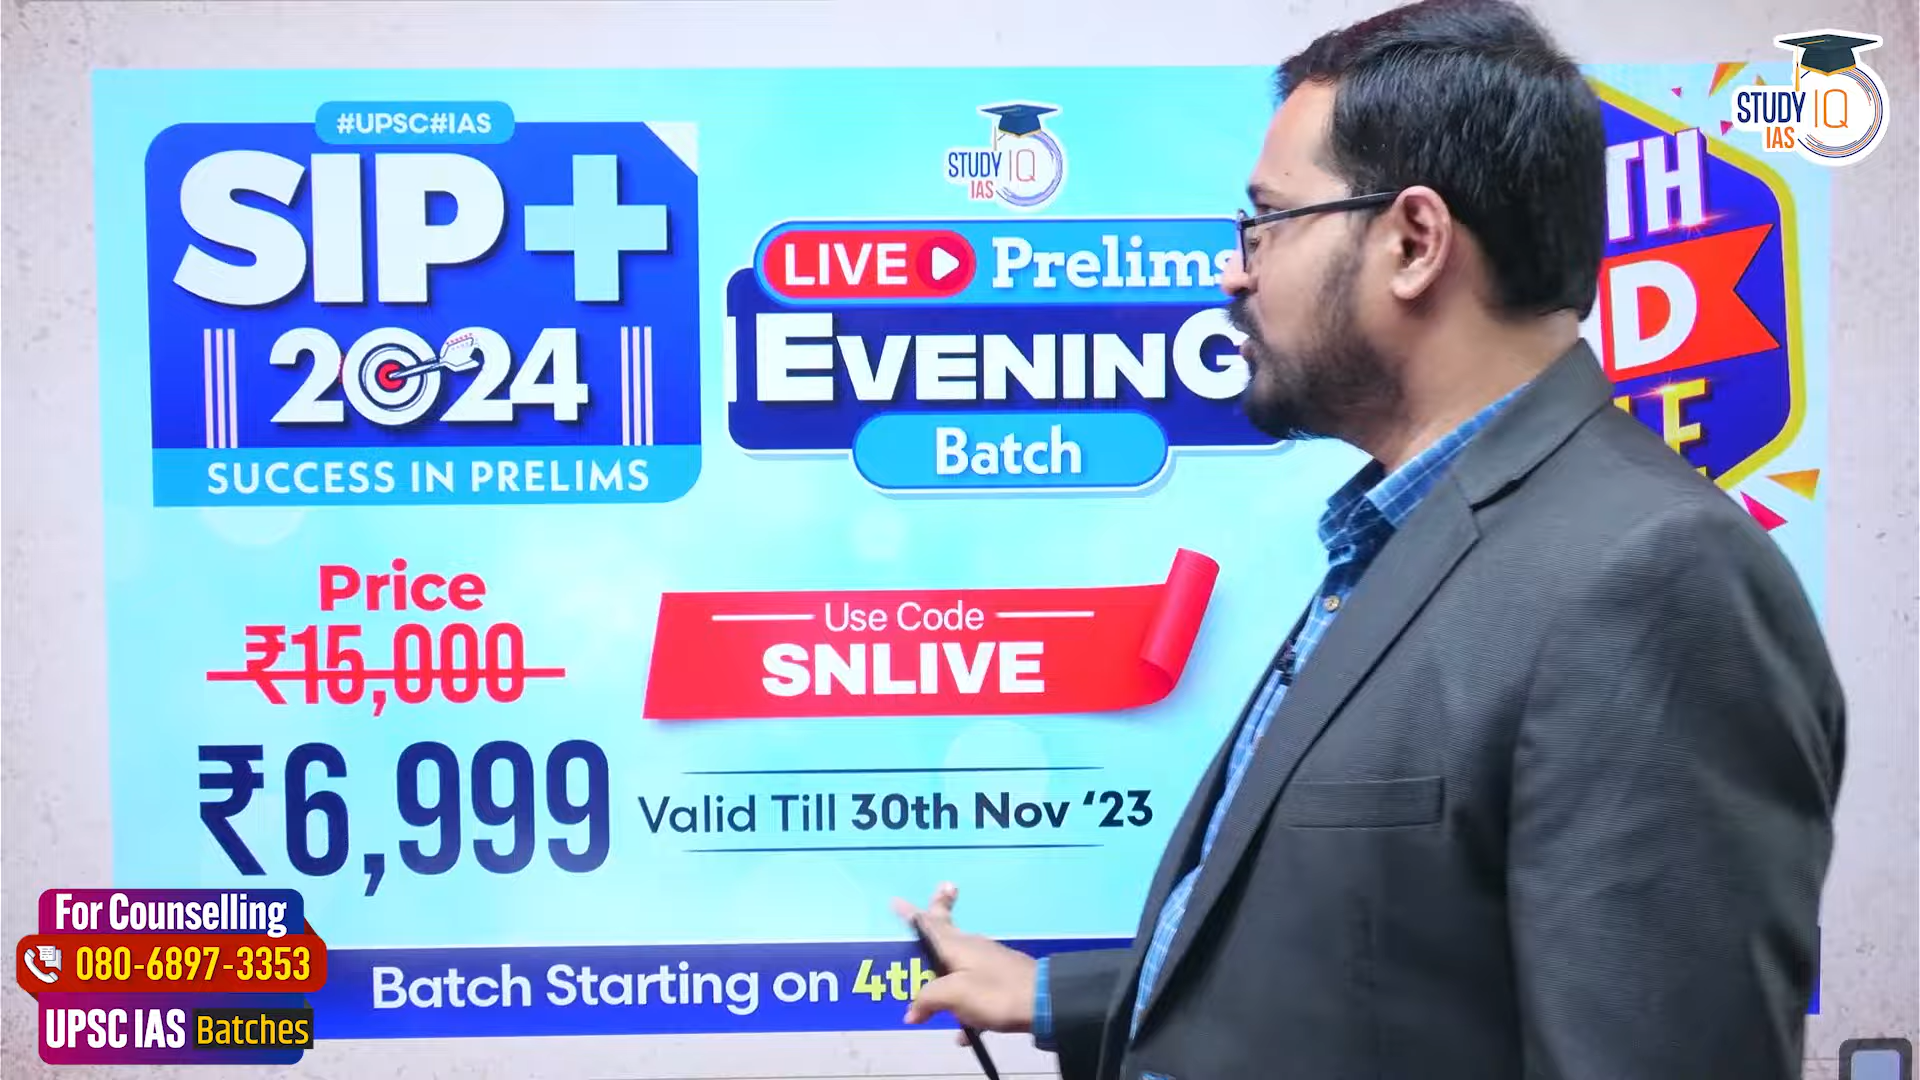 #UPSC#IAS
SIP+
2024
SUCCESS IN PRELIMS
STUDY IQ
IAS
LIVE Prelims
EVENING
Batch
Price
₹15,000
₹6,999
Use Code
SNLIVE
Valid Till 30th Nov ‘23
Batch Starting on 4th
STUDY IQ
IAS
For Counselling
080-6897-3353
UPSC IAS Batches